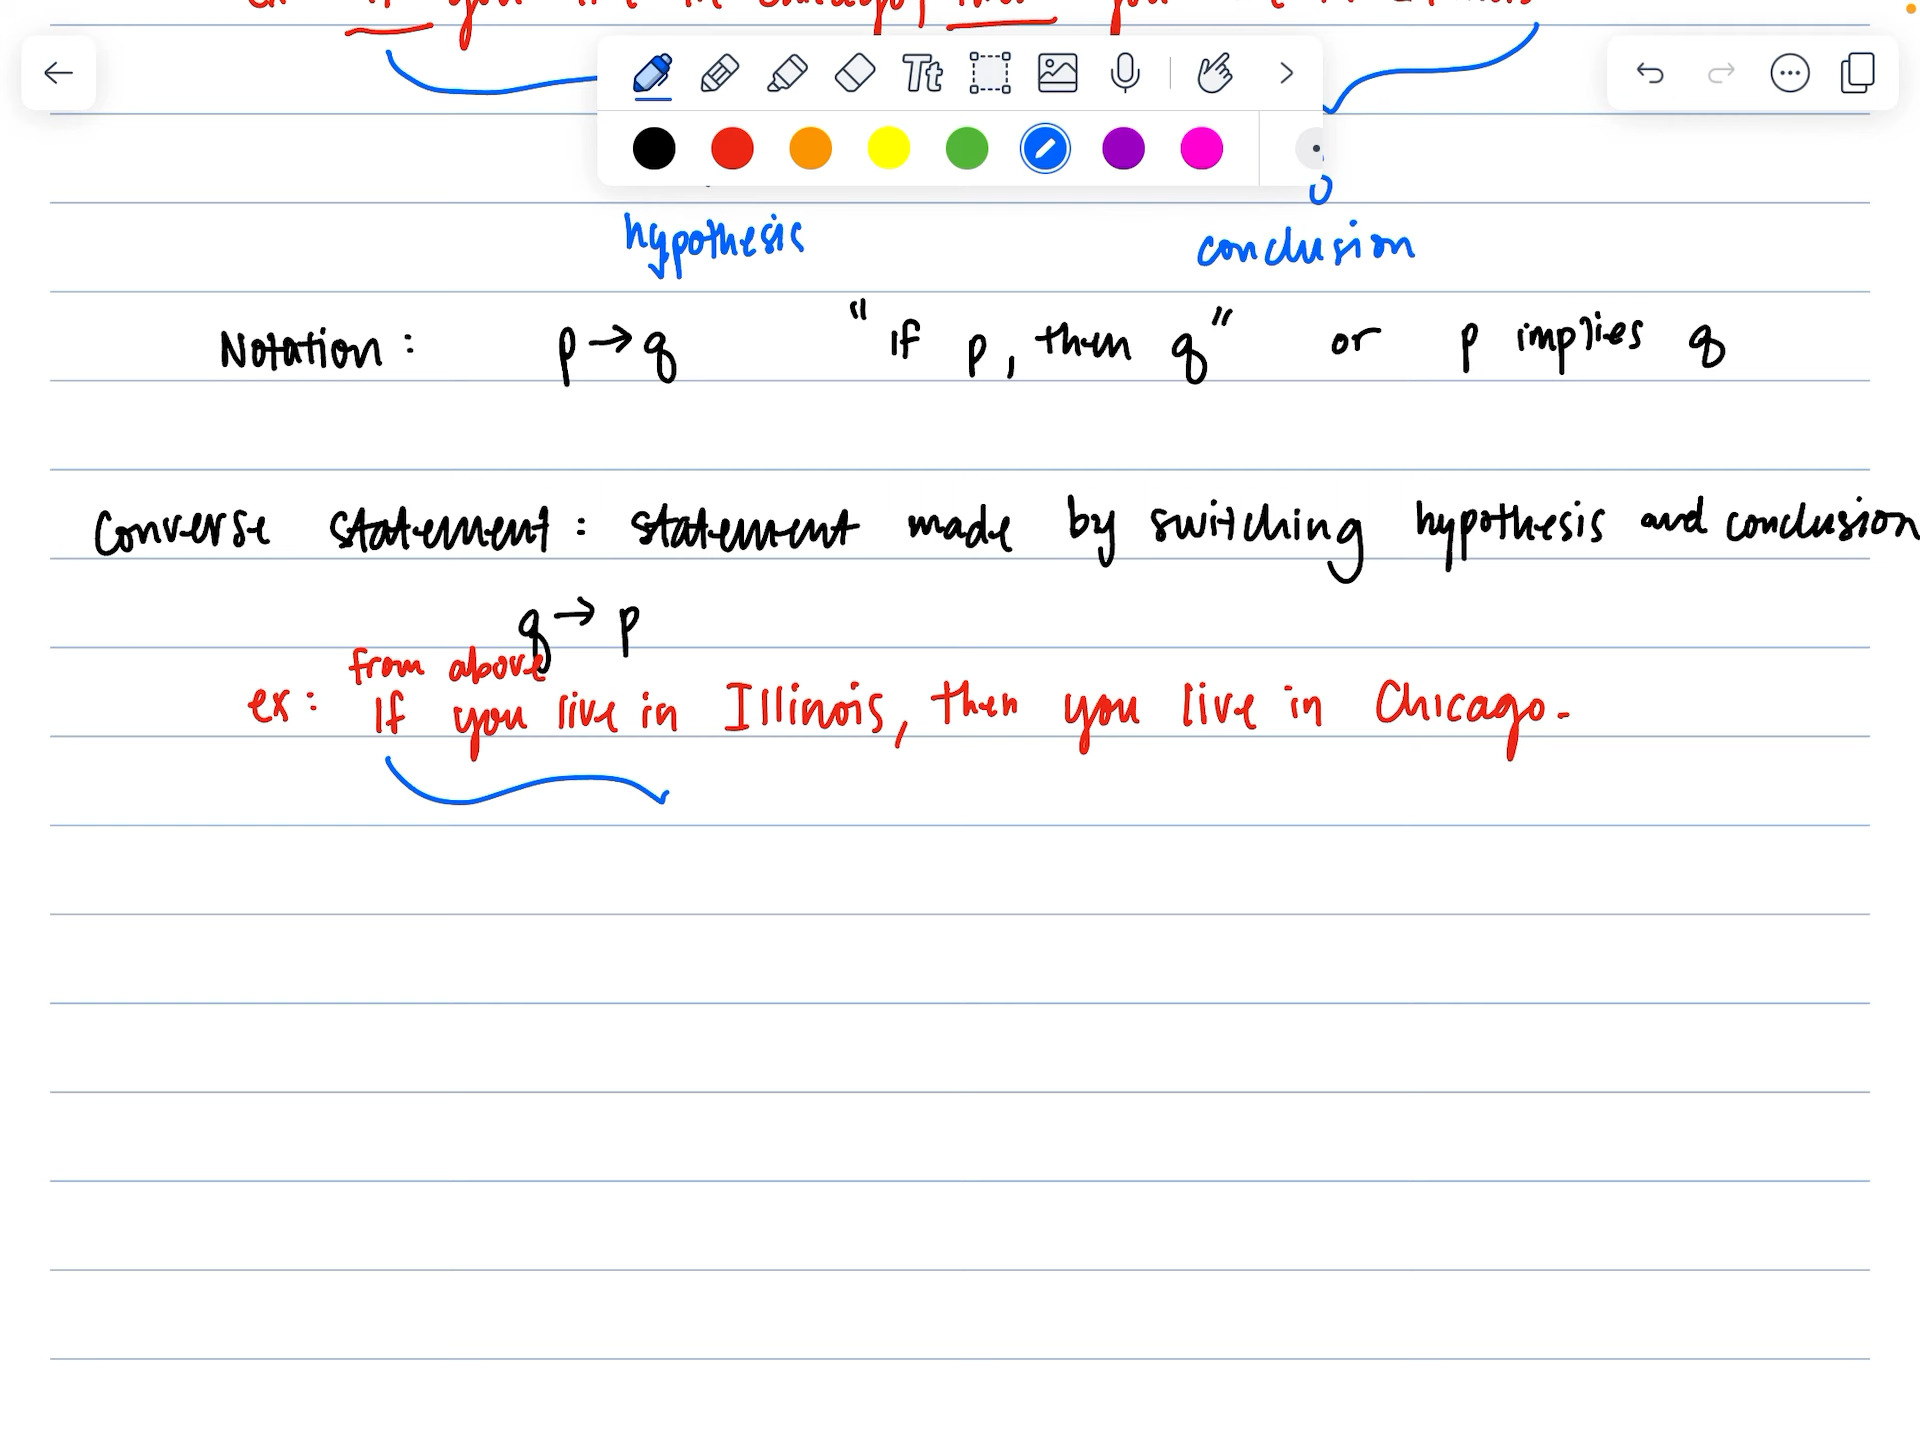 ex
hypothesis conclusion
Notation: p → q "If p, then q" or p implies q
Converse statement: statement made by switching hypothesis and conclusion
q → p
from above
ex: If you live in Illinois, then you live in Chicago.